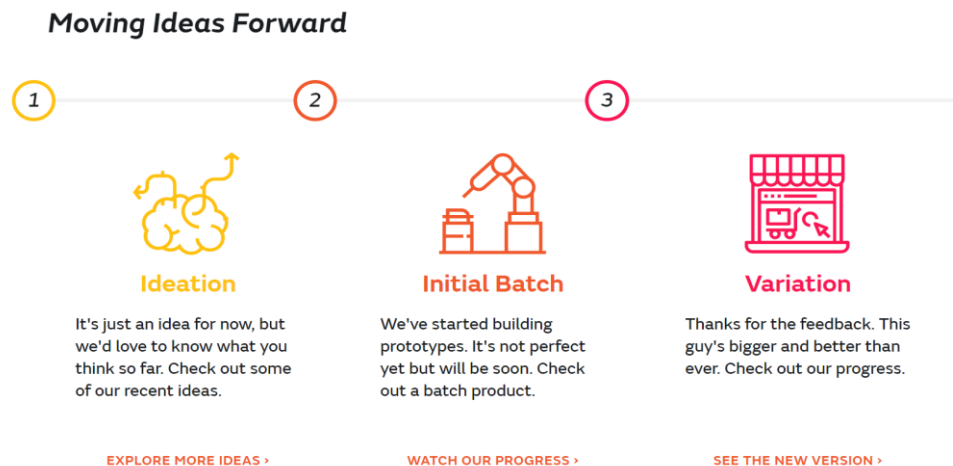 Moving Ideas Forward
1
2
3
Ideation
It's just an idea for now, but
we'd love to know what you
think so far. Check out some
of our recent ideas.
EXPLORE MORE IDEAS ›
Initial Batch
We've started building
prototypes. It's not perfect
yet but will be soon. Check
out a batch product.
WATCH OUR PROGRESS ›
Variation
Thanks for the feedback. This
guy's bigger and better than
ever. Check out our progress.
SEE THE NEW VERSION ›